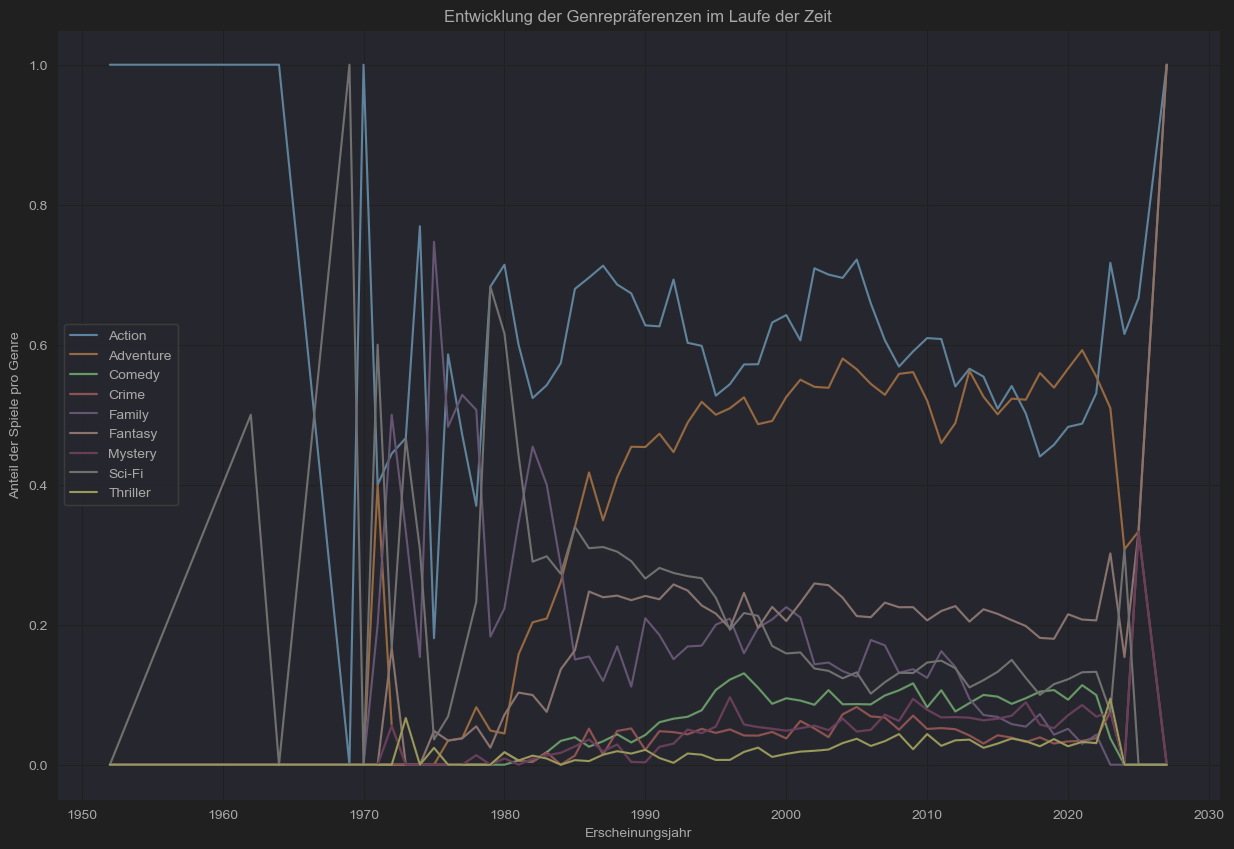 Entwicklung der Genrepräferenzen im Laufe der Zeit
1.0
0.8
0.6
0.4
0.2
0.0
Anteil der Spiele pro Genre
Action
Adventure
Comedy
Crime
Family
Fantasy
Mystery
Sci-Fi
Thriller
1950 1960 1970 1980 1990 2000 2010 2020 2030
Erscheinungsjahr